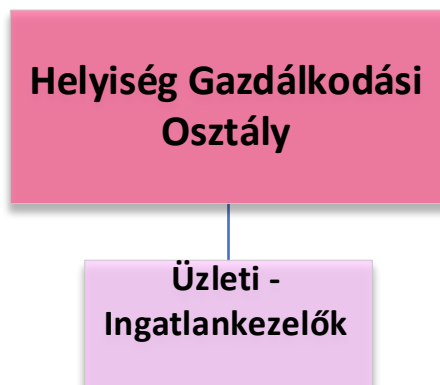 Helyiség Gazdálkodási
Osztály
Üzleti -
Ingatlankezelők